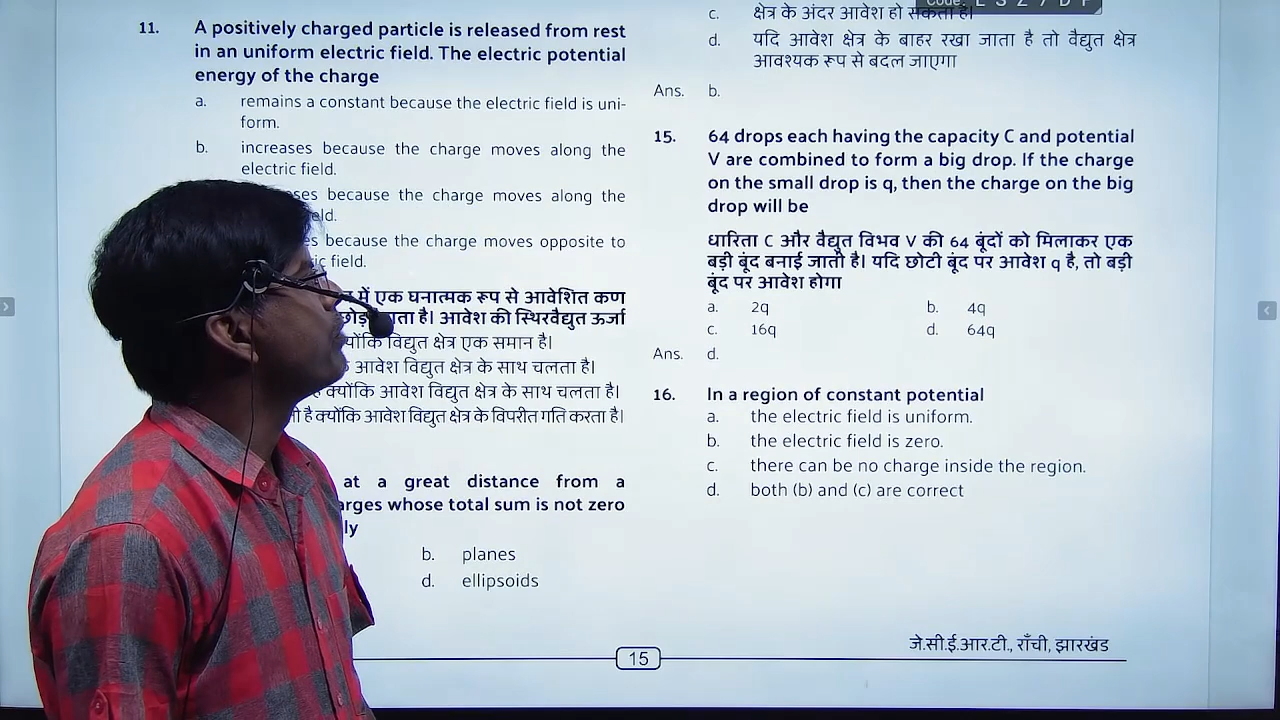 11. A positively charged particle is released from rest
in an uniform electric field. The electric potential
energy of the charge
a. remains a constant because the electric field is uni-
form.
b. increases because the charge moves along the
electric field.
because the charge moves along the
because the charge moves opposite to
field.
में एक घनात्मक रूप से आवेशित कण
है। आवेश की स्थिरवैद्युत ऊर्जा
विद्युत क्षेत्र एक समान है।
आवेश विद्युत क्षेत्र के साथ चलता है।
क्योंकि आवेश विद्युत क्षेत्र के साथ चलता है।
है क्योंकि आवेश विद्युत क्षेत्र के विपरीत गति करता है।
at a great distance from a
whose total sum is not zero
b. planes
d. ellipsoids
c. क्षेत्र के अंदर आवेश हो सकता है।
d. यदि आवेश क्षेत्र के बाहर रखा जाता है तो वैद्युत क्षेत्र
आवश्यक रूप से बदल जाएगा
Ans. b.
15. 64 drops each having the capacity C and potential
V are combined to form a big drop. If the charge
on the small drop is q, then the charge on the big
drop will be
धारिता C और वैद्युत विभव V की 64 बूंदों को मिलाकर एक
बड़ी बूंद बनाई जाती है। यदि छोटी बूंद पर आवेश q है, तो बड़ी
बूंद पर आवेश होगा
a. 2q b. 4q
c. 16q d. 64q
Ans. d.
16. In a region of constant potential
a. the electric field is uniform.
b. the electric field is zero.
c. there can be no charge inside the region.
d. both (b) and (c) are correct
जे.सी.ई.आर.टी., राँची, झारखंड
15